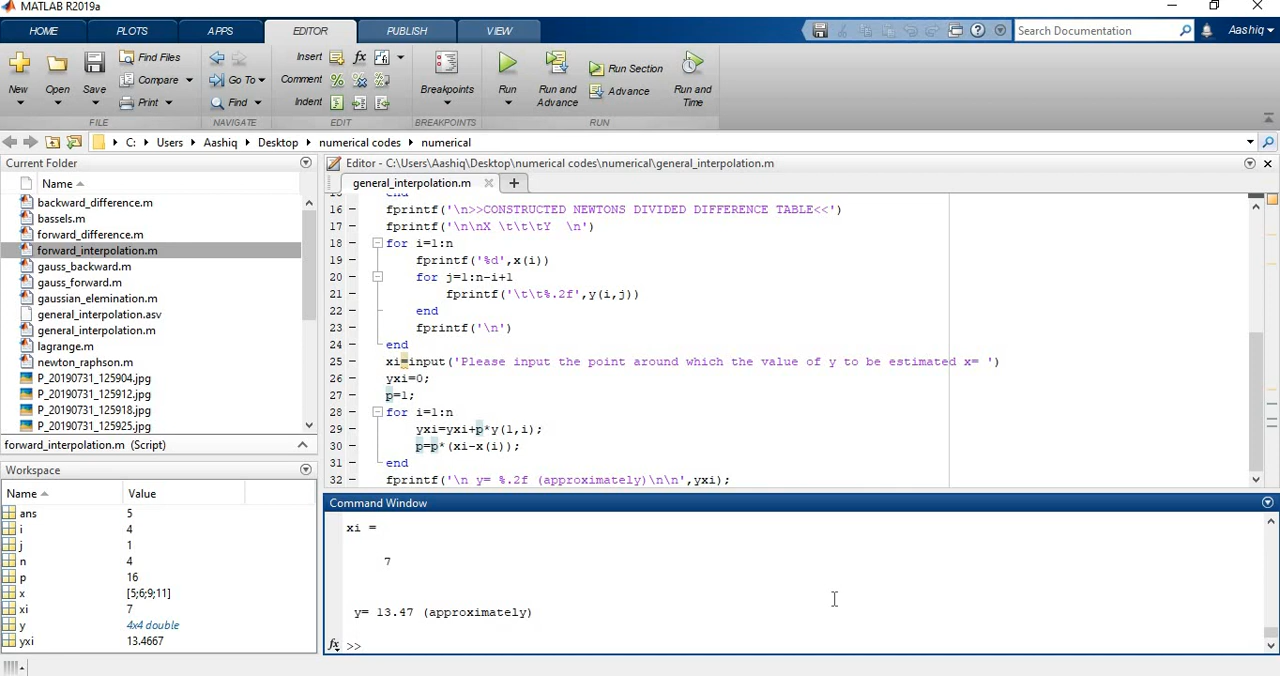 MATLAB R2019a
HOME PLOTS APPS EDITOR PUBLISH VIEW Search Documentation Aashiq
New Open Save Find Files Compare Print Go To Find Insert Comment Indent fx Breakpoints Run Run and Advance Run Section Advance Run and Time
FILE NAVIGATE EDIT BREAKPOINTS RUN
C: Users Aashiq Desktop numerical codes numerical
Current Folder
Name
backward_difference.m
bassels.m
forward_difference.m
forward_interpolation.m
gauss_backward.m
gauss_forward.m
gaussian_elemination.m
general_interpolation.asv
general_interpolation.m
lagrange.m
newton_raphson.m
P_20190731_125904.jpg
P_20190731_125912.jpg
P_20190731_125918.jpg
P_20190731_125925.jpg
forward_interpolation.m (Script)
Workspace
Name Value
ans 5
i 4
j 1
n 4
p 16
x [5;6;9;11]
xi 7
y 4x4 double
yxi 13.4667
Editor - C:\Users\Aashiq\Desktop\numerical codes\numerical\general_interpolation.m
general_interpolation.m
end
16 fprintf('\n>>CONSTRUCTED NEWTONS DIVIDED DIFFERENCE TABLE<<')
17 fprintf('\n\nX \t\t\tY  \n')
18 for i=1:n
19 fprintf('%d',x(i))
20 for j=1:n-i+1
21 fprintf('\t\t%.2f',y(i,j))
22 end
23 fprintf('\n')
24 end
25 xi=input('Please input the point around which the value of y to be estimated x= ')
26 yxi=0;
27 p=1;
28 for i=1:n
29 yxi=yxi+p*y(1,i);
30 p=p*(xi-x(i));
31 end
32 fprintf('\n y= %.2f (approximately)\n\n',yxi);
Command Window
xi =
7
y= 13.47 (approximately)
fx >>